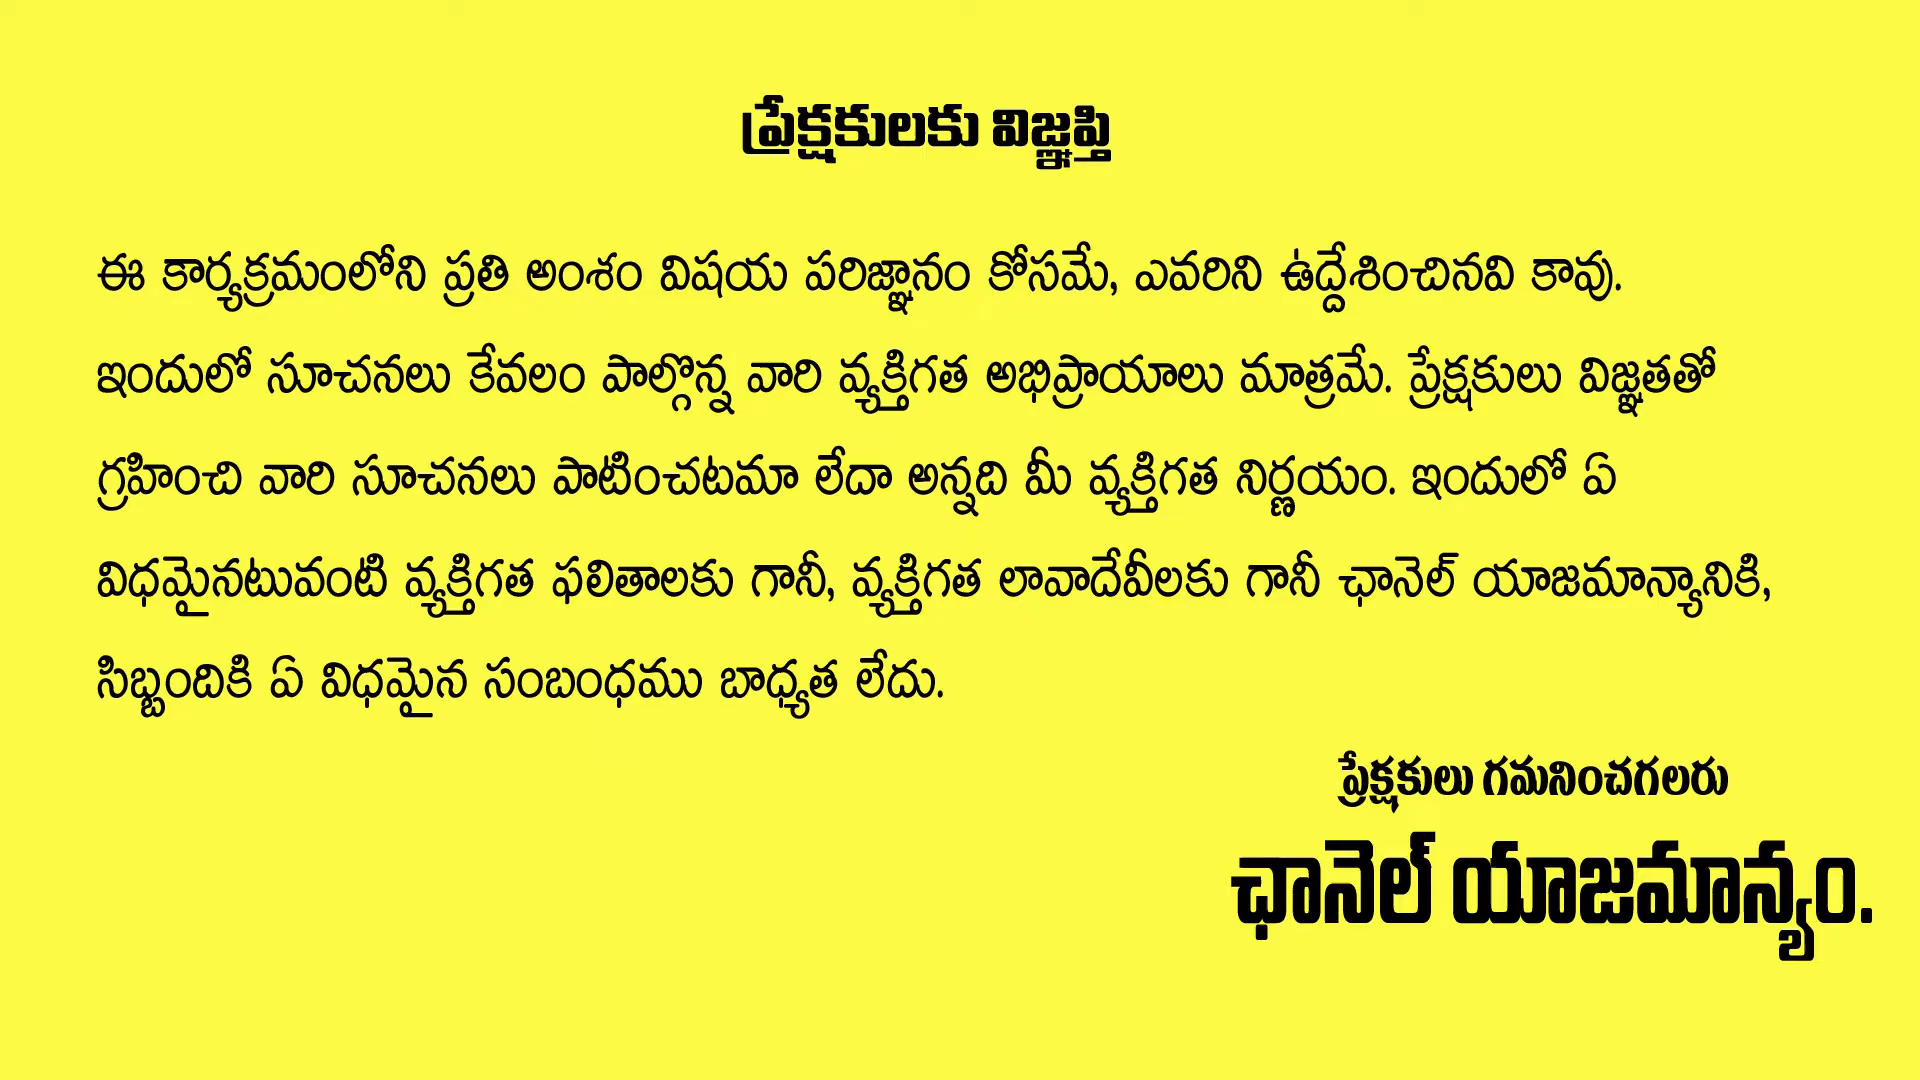 ప్రేక్షకులకు విజ్ఞప్తి
ఈ కార్యక్రమంలోని ప్రతి అంశం విషయ పరిజ్ఞానం కోసమే, ఎవరిని ఉద్దేశించినవి కావు.
ఇందులో సూచనలు కేవలం పాల్గొన్న వారి వ్యక్తిగత అభిప్రాయాలు మాత్రమే. ప్రేక్షకులు విజ్ఞతతో
గ్రహించి వారి సూచనలు పాటించటమా లేదా అన్నది మీ వ్యక్తిగత నిర్ణయం. ఇందులో ఏ
విధమైనటువంటి వ్యక్తిగత ఫలితాలకు గానీ, వ్యక్తిగత లావాదేవీలకు గానీ ఛానెల్ యాజమాన్యానికి,
సిబ్బందికి ఏ విధమైన సంబంధము బాధ్యత లేదు.
ప్రేక్షకులు గమనించగలరు
ఛానెల్ యాజమాన్యం.